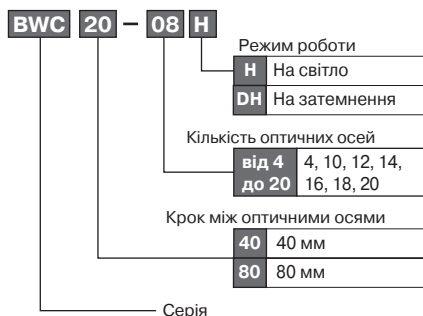 BWC 20 – 08 H
Режим роботи
H На світло
DH На затемнення
Кількість оптичних осей
від 4 до 20 4, 10, 12, 14,
16, 18, 20
Крок між оптичними осями
40 40 мм
80 80 мм
Серія